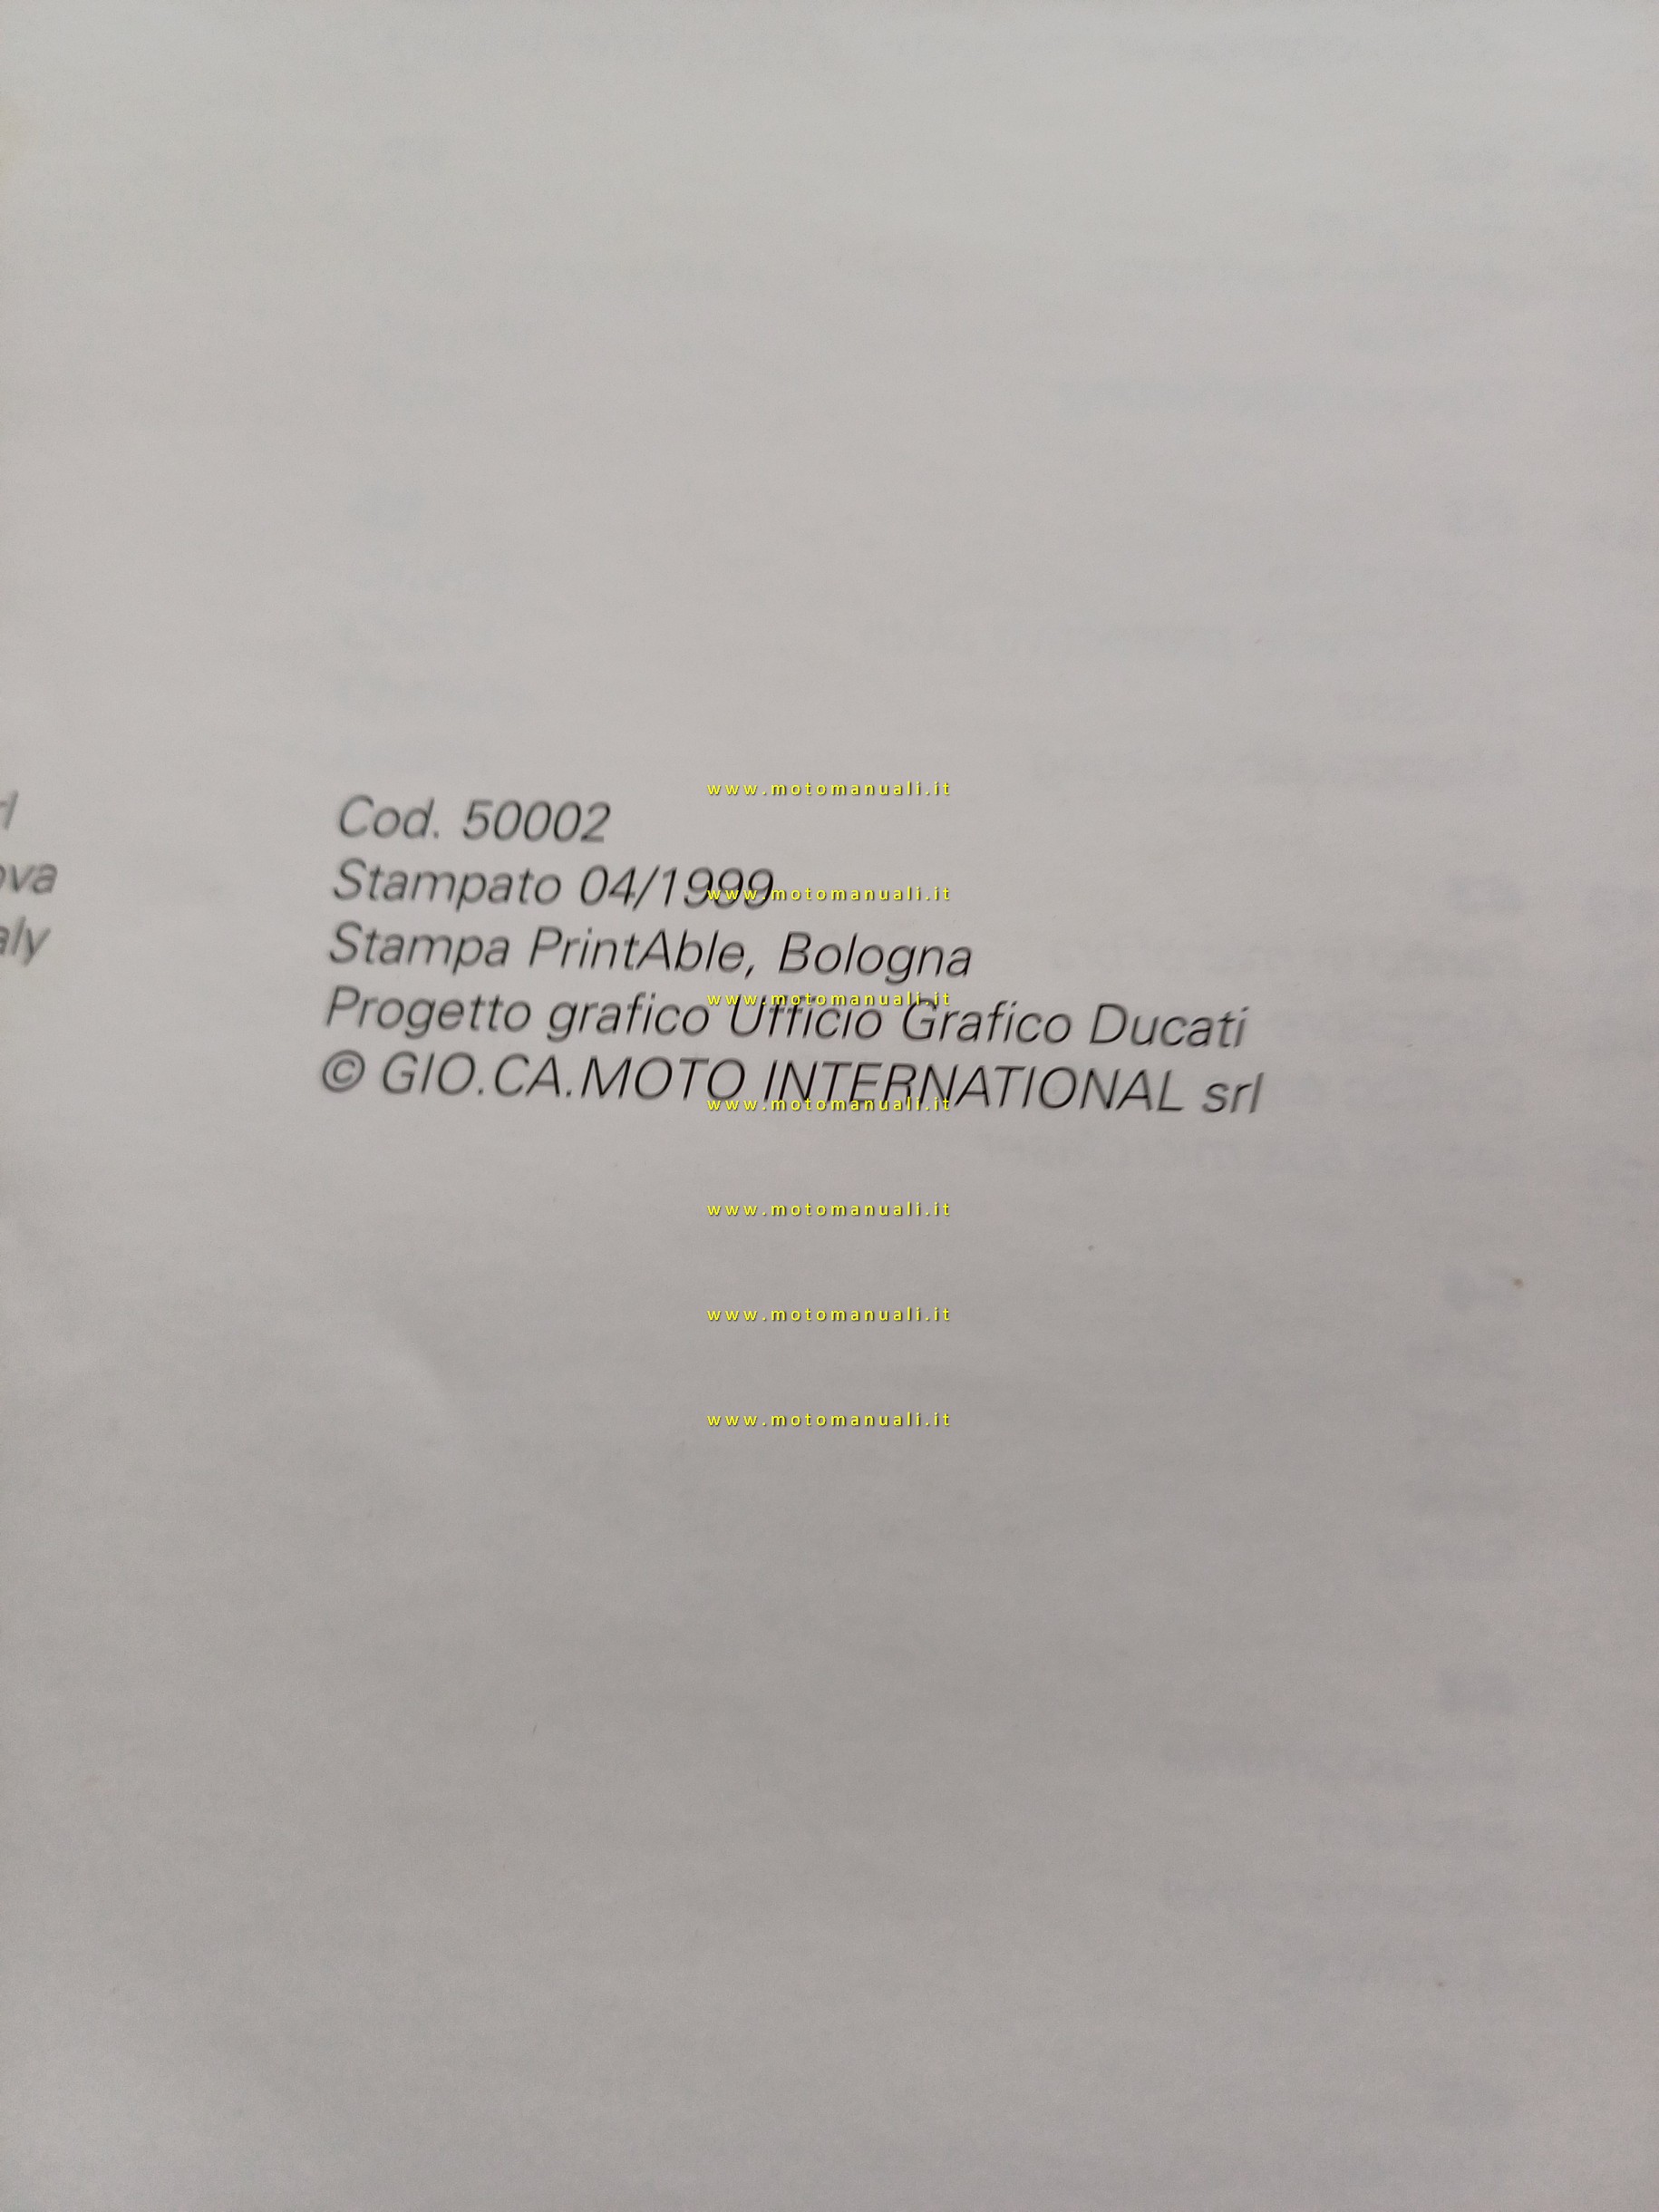 Cod. 50002
Stampato 04/1999
Stampa PrintAble, Bologna
Progetto grafico Ufficio Grafico Ducati
© GIO.CA.MOTO INTERNATIONAL srl
www.motomanuali.it
www.motomanuali.it
www.motomanuali.it
www.motomanuali.it
www.motomanuali.it
www.motomanuali.it
www.motomanuali.it